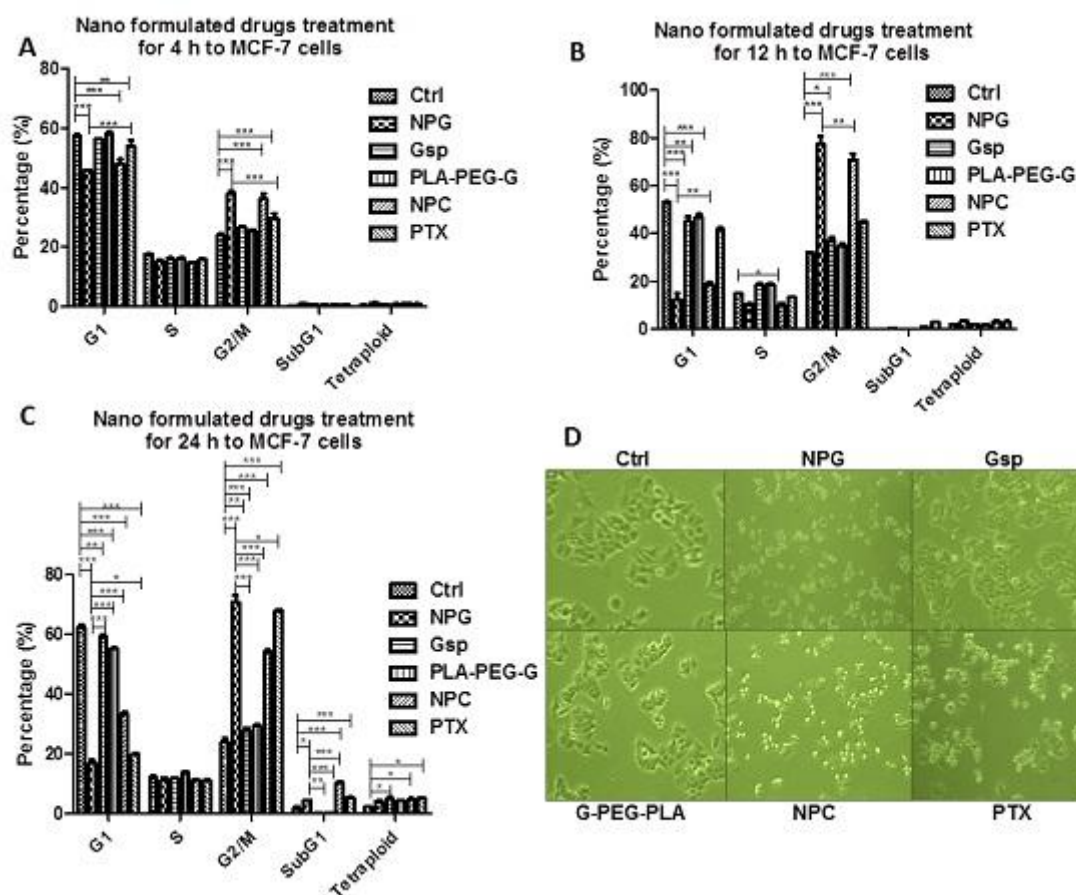 A
Nano formulated drugs treatment
for 4 h to MCF-7 cells
Percentage (%)
80
60
40
20
0
G1
S
G2/M
SubG1
Tetraploid
Ctrl
NPG
Gsp
PLA-PEG-G
NPC
PTX
B
Nano formulated drugs treatment
for 12 h to MCF-7 cells
Percentage (%)
100
80
60
40
20
0
G1
S
G2/M
SubG1
Tetraploid
Ctrl
NPG
Gsp
PLA-PEG-G
NPC
PTX
C
Nano formulated drugs treatment
for 24 h to MCF-7 cells
Percentage (%)
80
60
40
20
0
G1
S
G2/M
SubG1
Tetraploid
Ctrl
NPG
Gsp
PLA-PEG-G
NPC
PTX
D
Ctrl NPG Gsp
G-PEG-PLA NPC PTX